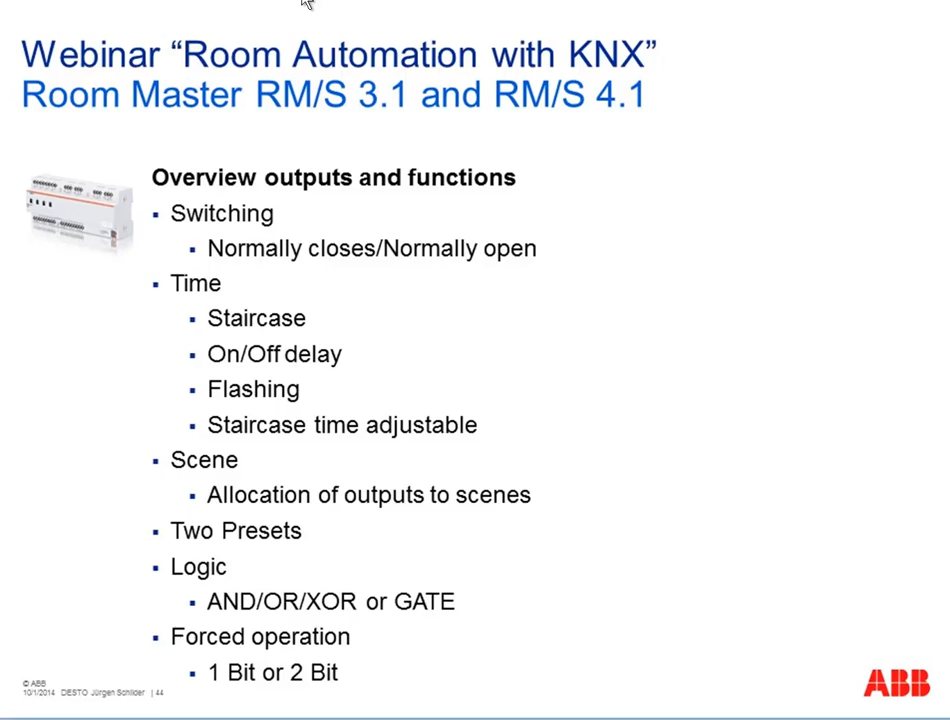 Webinar “Room Automation with KNX”
Room Master RM/S 3.1 and RM/S 4.1
Overview outputs and functions
▪ Switching
▪ Normally closes/Normally open
▪ Time
▪ Staircase
▪ On/Off delay
▪ Flashing
▪ Staircase time adjustable
▪ Scene
▪ Allocation of outputs to scenes
▪ Two Presets
▪ Logic
▪ AND/OR/XOR or GATE
▪ Forced operation
▪ 1 Bit or 2 Bit
© ABB
10/1/2014 DESTO Jürgen Schilder | 44
ABB